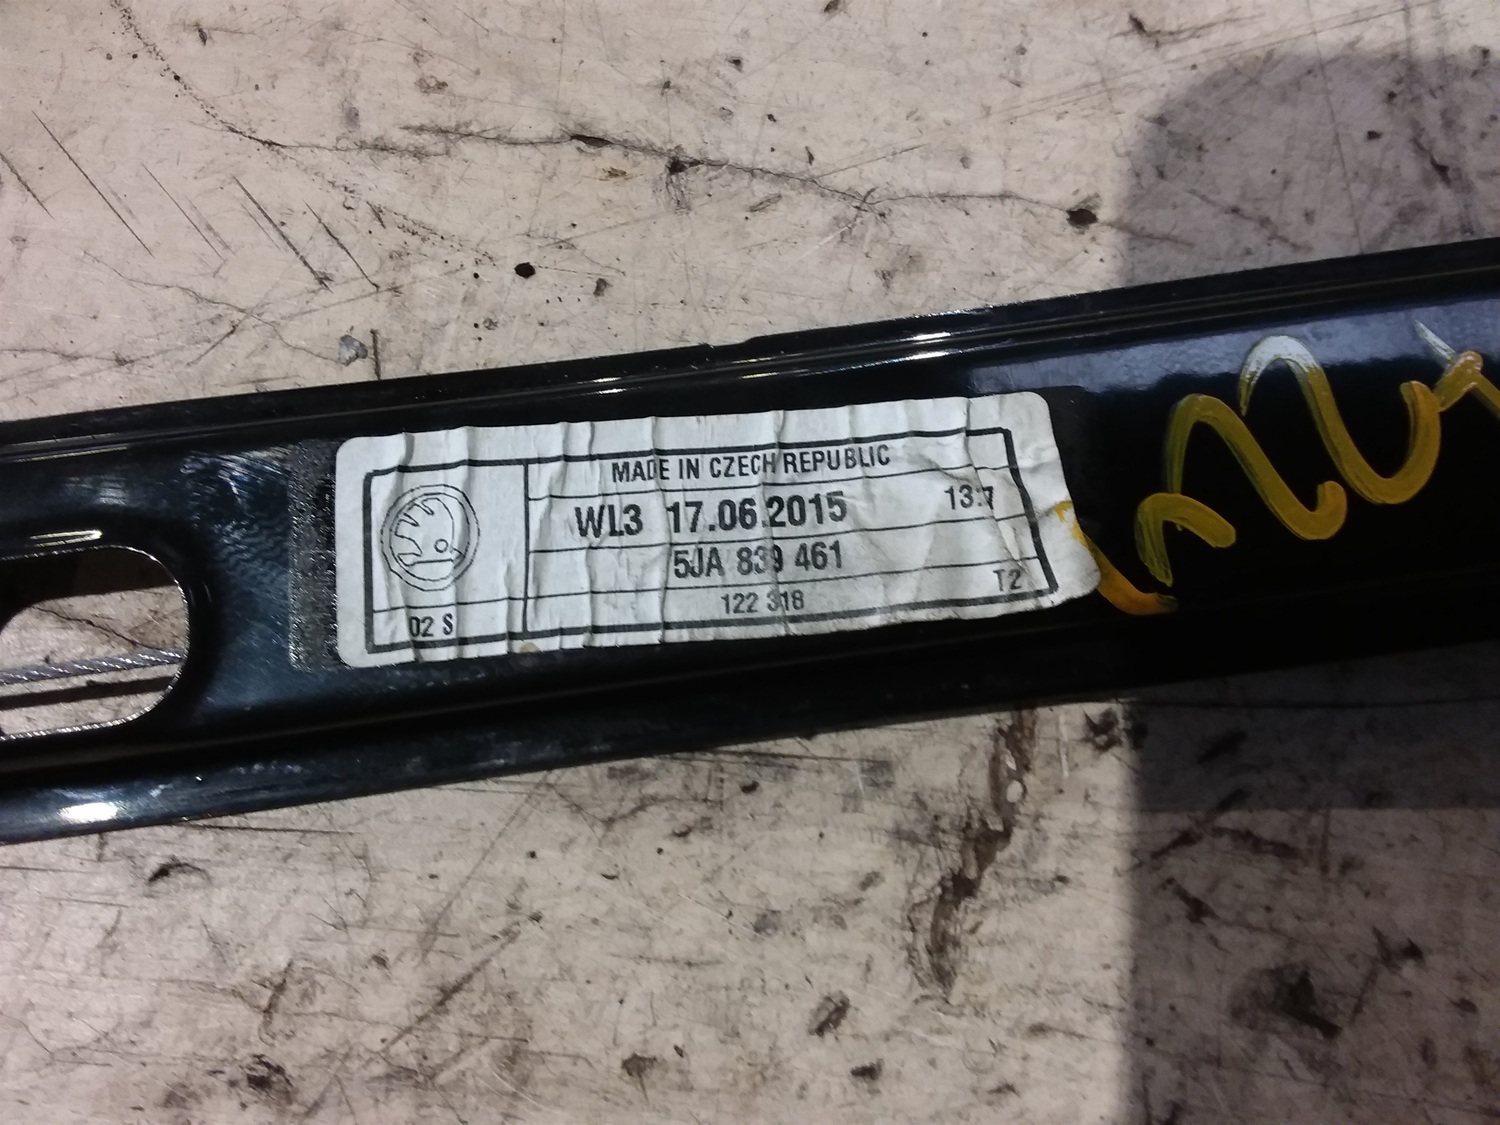 MADE IN CZECH REPUBLIC
WL3 17.06.2015 13:7
5JA 839 461
122 318 T2
02 S